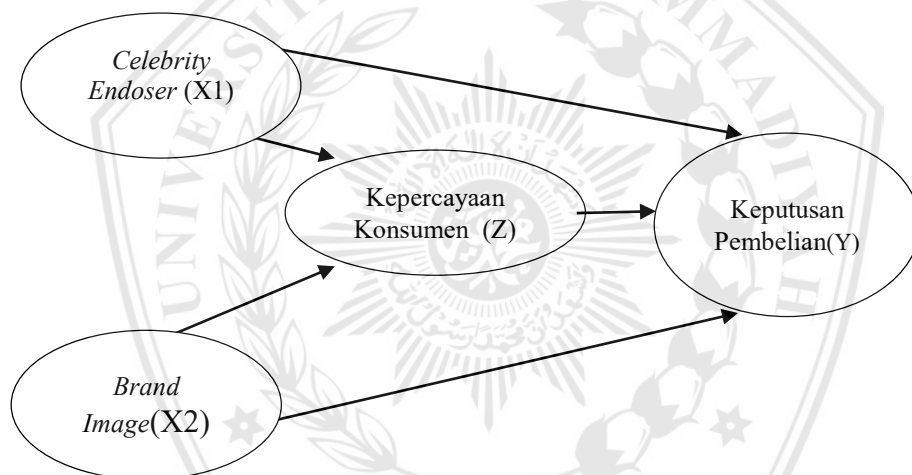 Celebrity
Endoser (X1)
Kepercayaan
Konsumen (Z)
Keputusan
Pembelian(Y)
Brand
Image(X2)